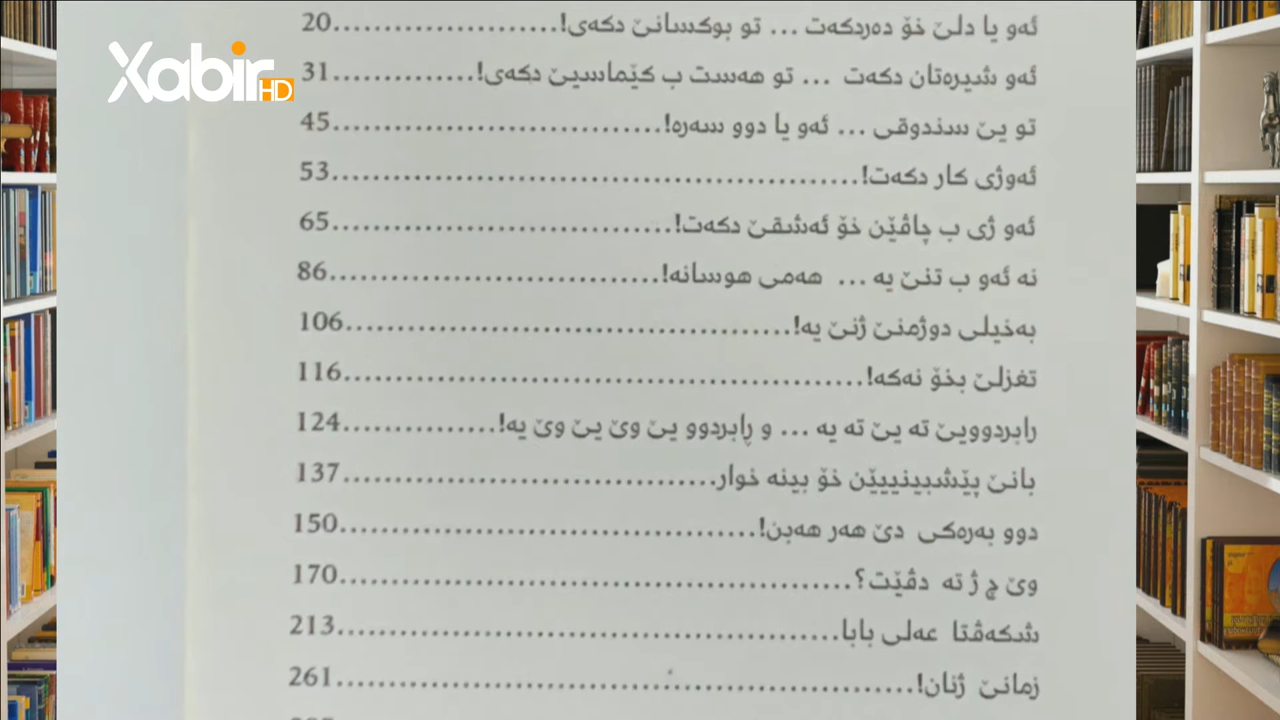 Xabir HD
ئەو یا دلێ خۆ دەردکەت ... تو بوکسانێ دکەی!............................20
ئەو شیرەتان دکەت ... تو هەست ب کێماسیێ دکەی!.................31
تو یێ سندوقی ... ئەو یا دوو سەرە!..........................................45
ئەوژی کار دکەت!..................................................................53
ئەو ژی ب چاڤێن خۆ ئەشقێ دکەت!..........................................65
نە ئەو ب تنێ یە ... هەمی هوسانە!..........................................86
بەخیلی دوژمنێ ژنێ یە!........................................................106
تغزلێ بخۆ نەکە!..................................................................116
رابردوویێ تە یێ تە یە ... و ڕابردوو یێ وێ یێ وێ یە!...................124
بانێ پێشبینییێن خۆ بینە خوار................................................137
دوو بەرەکی دێ هەر هەبن!....................................................150
وێ چ ژ تە دڤێت؟................................................................170
شکەڤتا عەلی بابا................................................................213
زمانێ ژنان!........................................................................261